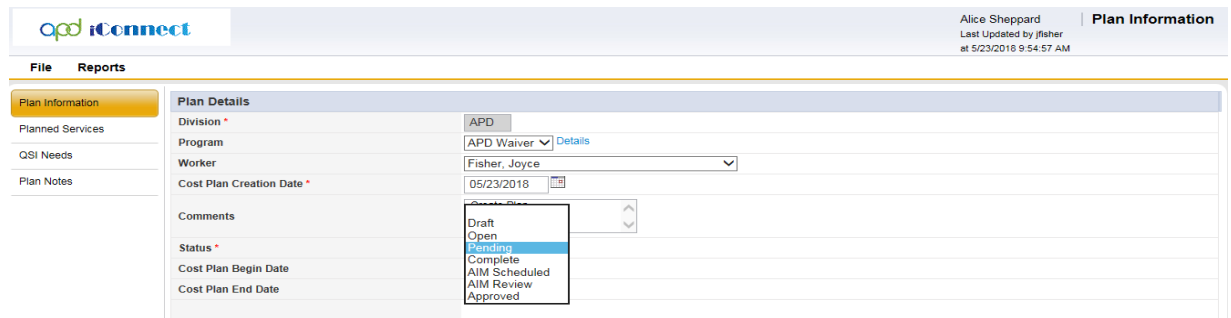 apd iConnect
Alice Sheppard
Last Updated by jfisher
at 5/23/2018 9:54:57 AM
Plan Information
File Reports
Plan Information
Planned Services
QSI Needs
Plan Notes
Plan Details
Division * APD
Program APD Waiver Details
Worker Fisher, Joyce
Cost Plan Creation Date * 05/23/2018
Comments Create Plan
Status *
Cost Plan Begin Date
Cost Plan End Date
Draft
Open
Pending
Complete
AIM Scheduled
AIM Review
Approved